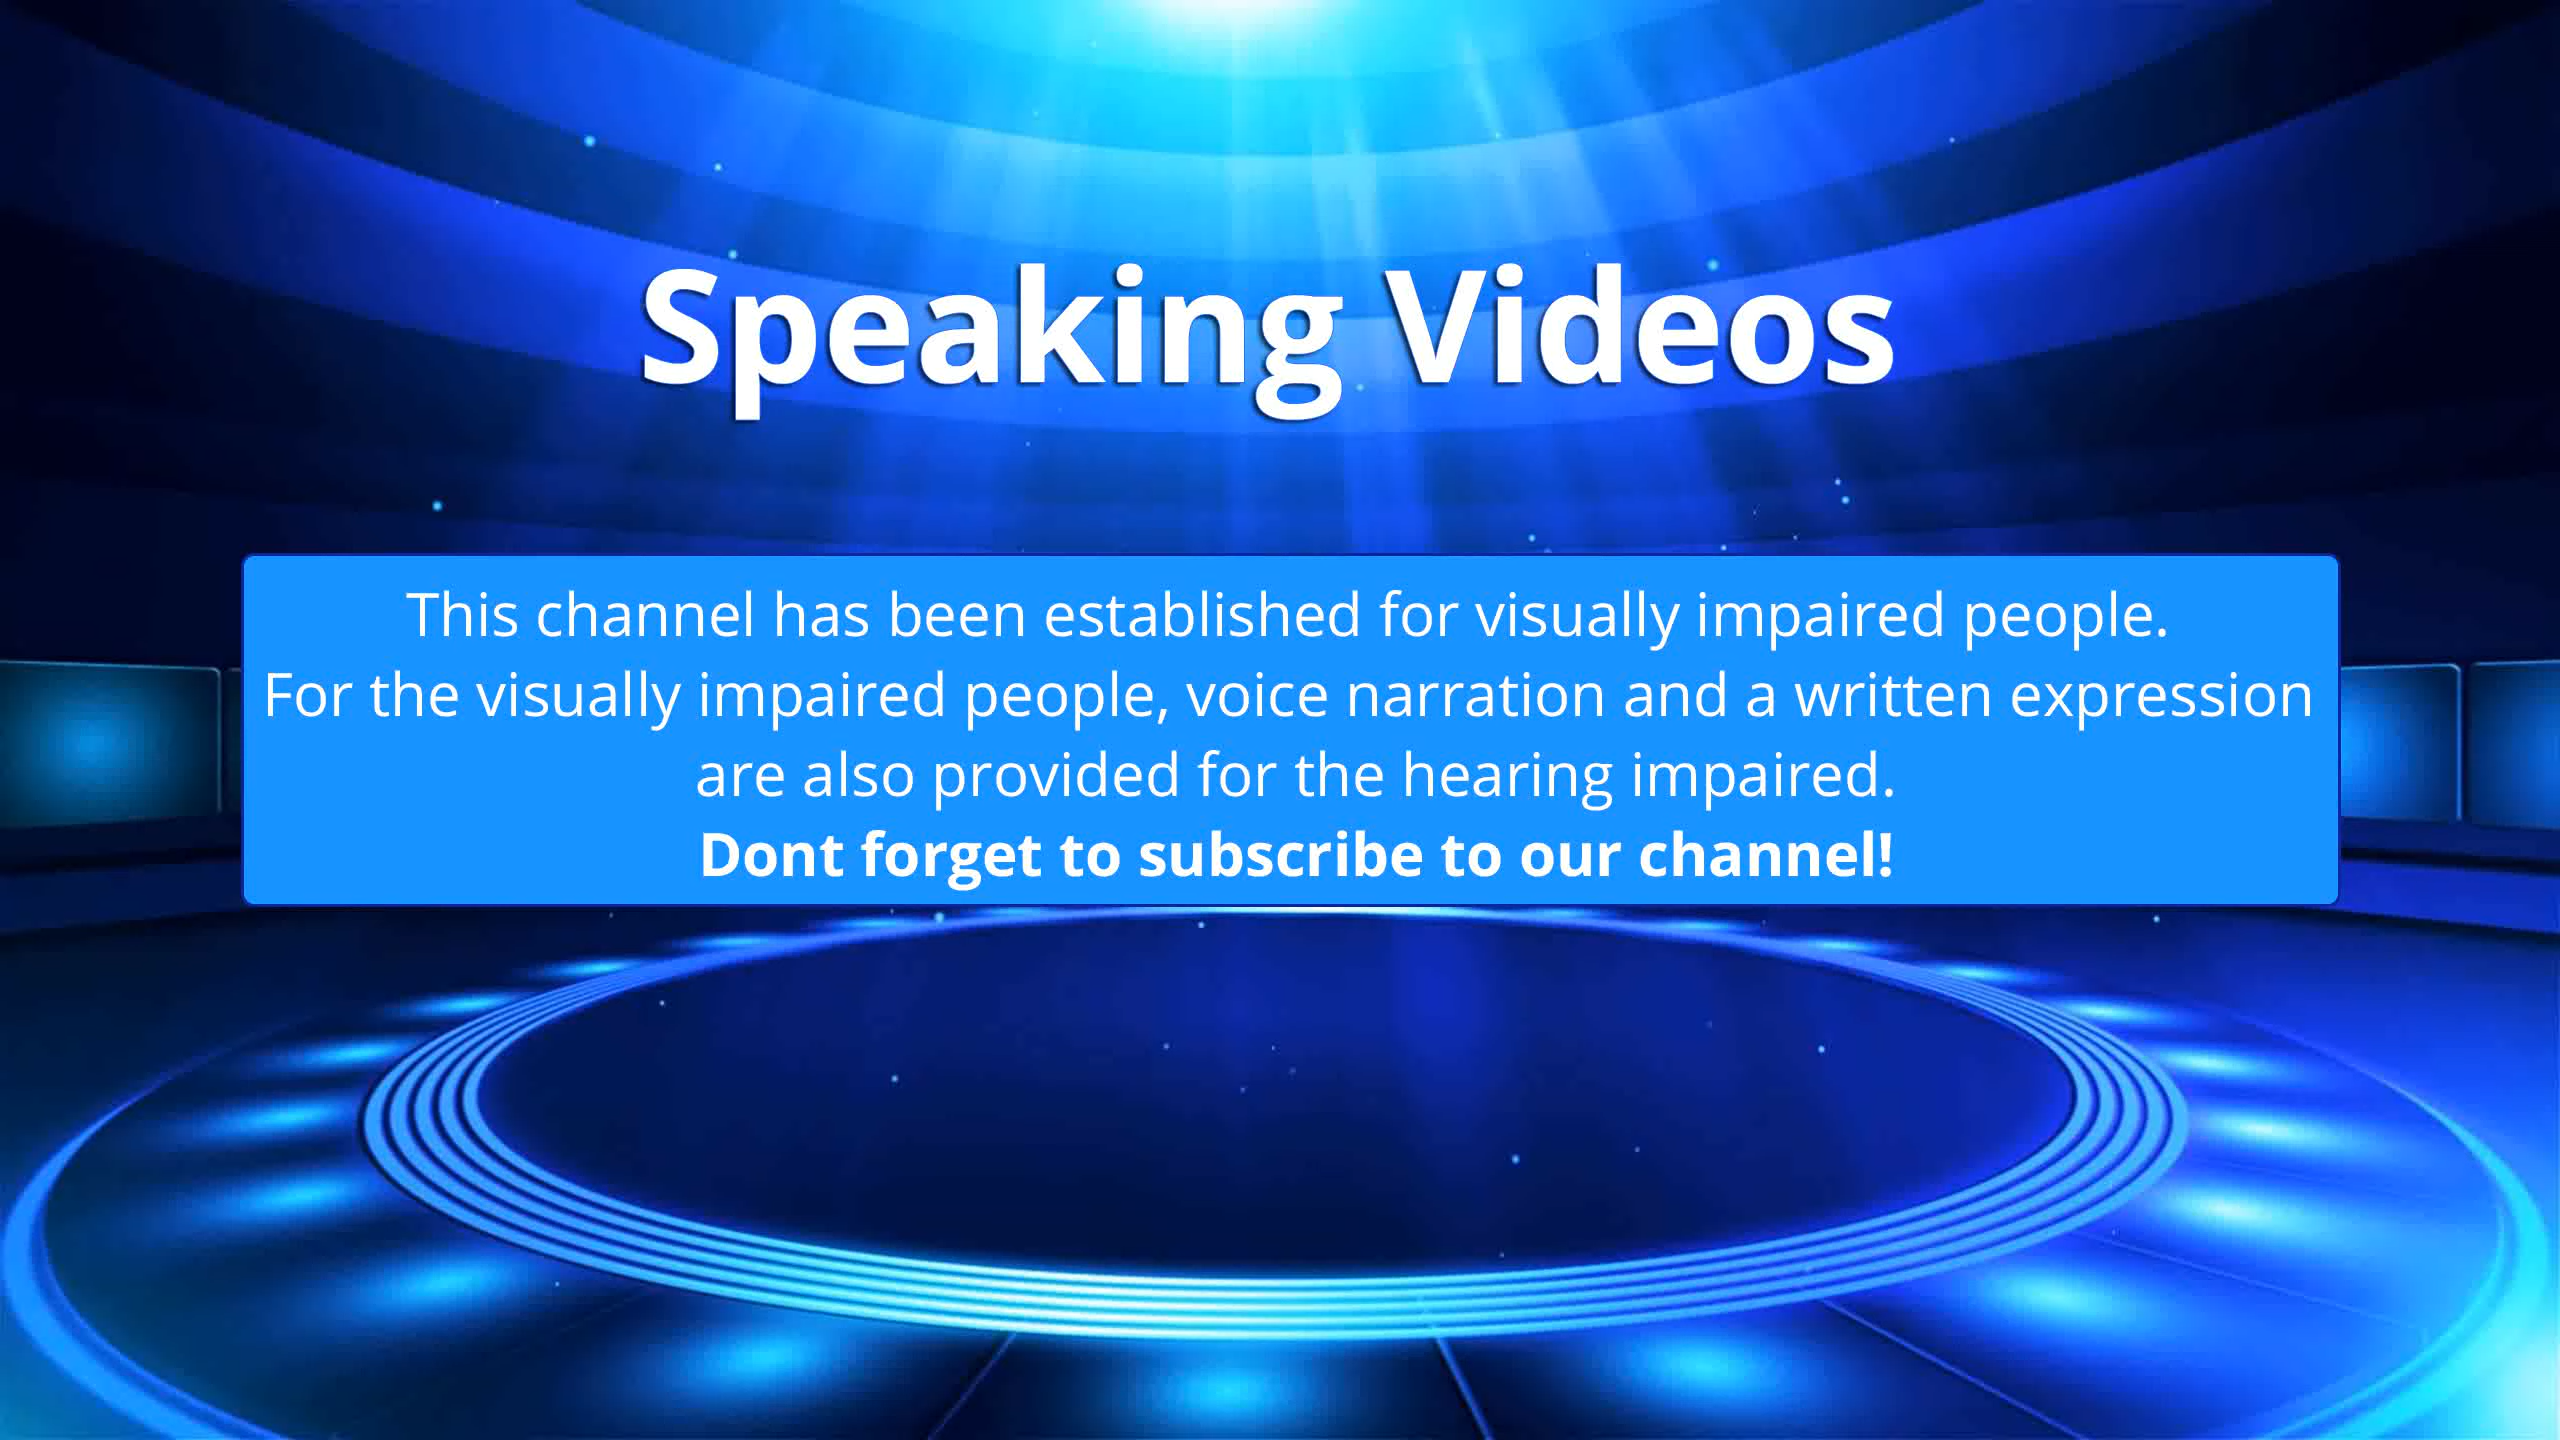 Speaking Videos
This channel has been established for visually impaired people.
For the visually impaired people, voice narration and a written expression
are also provided for the hearing impaired.
Dont forget to subscribe to our channel!